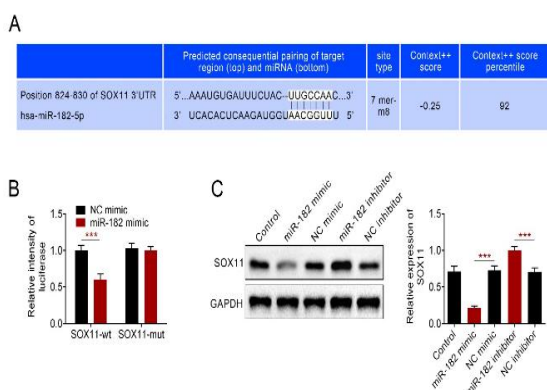 A
Predicted consequential pairing of target region (top) and miRNA (bottom)
site type
Context++ score
Context++ score percentile
Position 824-830 of SOX11 3'UTR
5' ...AAAUGUGAUUUCUAC--UUGCCAAC...3'
7 mer-m8
-0.25
92
hsa-miR-182-5p
3' UCACACUCAAGAUGGUAACGGUUU 5'
B
NC mimic
miR-182 mimic
Relative intensity of luciferase
1.5
1.0
0.5
0.0
***
SOX11-wt
SOX11-mut
C
Control
miR-182 mimic
NC mimic
miR-182 inhibitor
NC inhibitor
SOX11
GAPDH
Relative expression of SOX11
1.5
1.0
0.5
0.0
***
***
Control
miR-182 mimic
NC mimic
miR-182 inhibitor
NC inhibitor